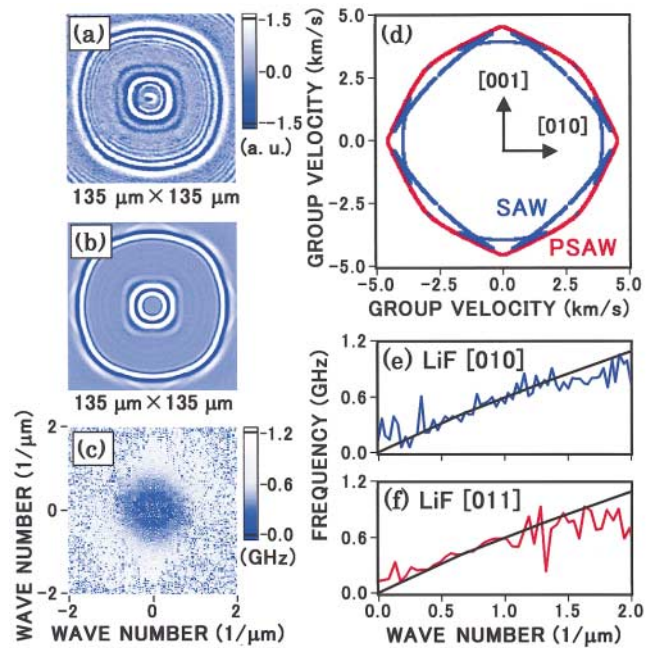 (a)
−1.5
−0.0
−−1.5
(a. u.)
135 μm×135 μm
(b)
135 μm×135 μm
(c)
2
0
−2
−2 0 2
WAVE NUMBER (1/μm)
WAVE NUMBER (1/μm)
−1.2
−0.6
−0.0
(GHz)
(d)
5.0
2.5
0.0
−2.5
−5.0
GROUP VELOCITY (km/s)
[001]
[010]
SAW
PSAW
−5.0 −2.5 0.0 2.5 5.0
GROUP VELOCITY (km/s)
(e) LiF [010]
1.2
0.6
0.0
FREQUENCY (GHz)
(f) LiF [011]
1.2
0.6
0.0
0.0 0.5 1.0 1.5 2.0
WAVE NUMBER (1/μm)